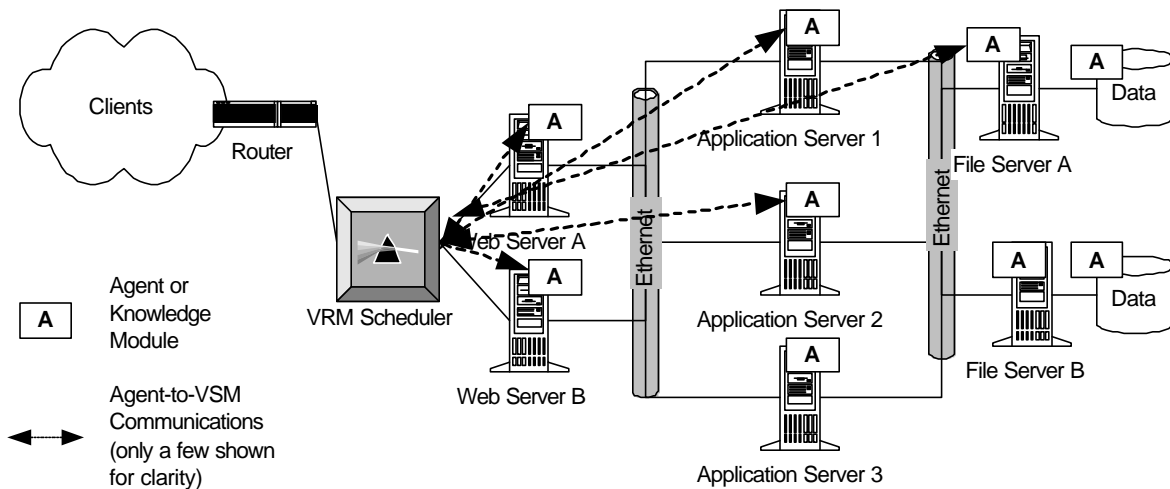 Clients
Router
VRM Scheduler
A
Web Server A
A
Web Server B
Ethernet
A
Application Server 1
A
Application Server 2
A
Application Server 3
Ethernet
A
File Server A
A
Data
A
File Server B
A
Data
A
Agent or
Knowledge
Module
Agent-to-VSM
Communications
(only a few shown
for clarity)